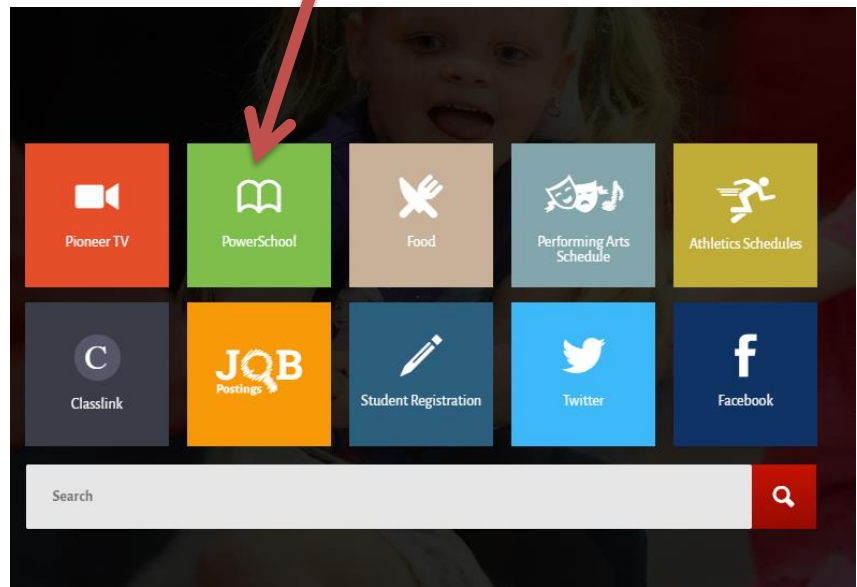 Pioneer TV
PowerSchool
Food
Performing Arts
Schedule
Athletics Schedules
C
Classlink
JOB
Postings
Student Registration
Twitter
f
Facebook
Search